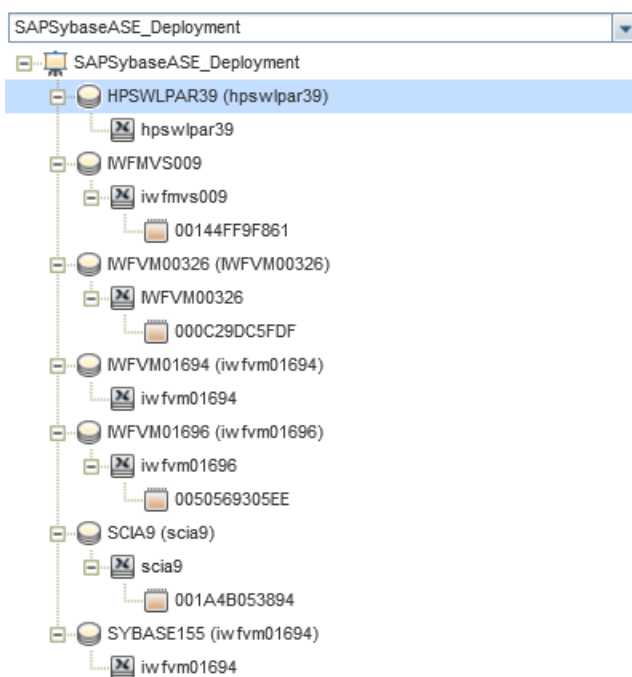 SAPSybaseASE_Deployment
SAPSybaseASE_Deployment
HPSWLPAR39 (hpswlpar39)
hpswlpar39
IWFMVS009
iwfmvs009
00144FF9F861
IWFVM00326 (IWFVM00326)
IWFVM00326
000C29DC5FDF
IWFVM01694 (iwfvm01694)
iwfvm01694
IWFVM01696 (iwfvm01696)
iwfvm01696
0050569305EE
SCIA9 (scia9)
scia9
001A4B053894
SYBASE155 (iwfvm01694)
iwfvm01694